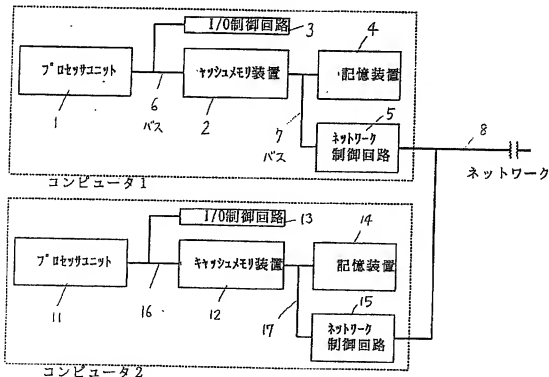 I/O制御回路
3
4
プロセッサユニット
ャッシュメモリ装置
記憶装置
1
6
バス
2
7
バス
5
ネットワーク
制御回路
8
ネットワーク
コンピュータ1
I/O制御回路
13
14
プロセッサユニット
キャッシュメモリ装置
記憶装置
11
16
12
17
15
ネットワーク
制御回路
コンピュータ2